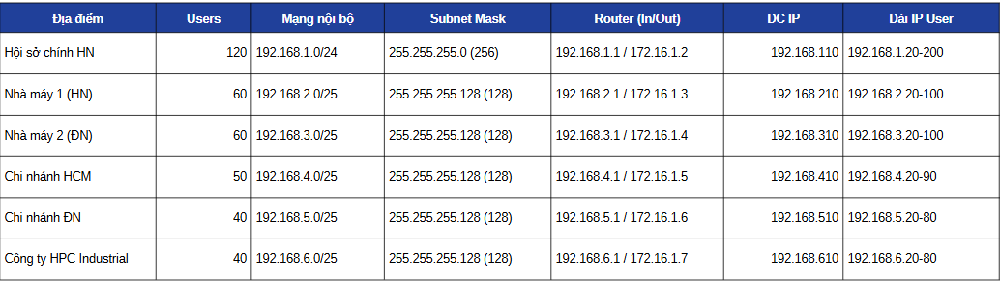 Địa điểm Users Mạng nội bộ Subnet Mask Router (In/Out) DC IP Dải IP User
Hội sở chính HN 120 192.168.1.0/24 255.255.255.0 (256) 192.168.1.1 / 172.16.1.2 192.168.110 192.168.1.20-200
Nhà máy 1 (HN) 60 192.168.2.0/25 255.255.255.128 (128) 192.168.2.1 / 172.16.1.3 192.168.210 192.168.2.20-100
Nhà máy 2 (ĐN) 60 192.168.3.0/25 255.255.255.128 (128) 192.168.3.1 / 172.16.1.4 192.168.310 192.168.3.20-100
Chi nhánh HCM 50 192.168.4.0/25 255.255.255.128 (128) 192.168.4.1 / 172.16.1.5 192.168.410 192.168.4.20-90
Chi nhánh ĐN 40 192.168.5.0/25 255.255.255.128 (128) 192.168.5.1 / 172.16.1.6 192.168.510 192.168.5.20-80
Công ty HPC Industrial 40 192.168.6.0/25 255.255.255.128 (128) 192.168.6.1 / 172.16.1.7 192.168.610 192.168.6.20-80